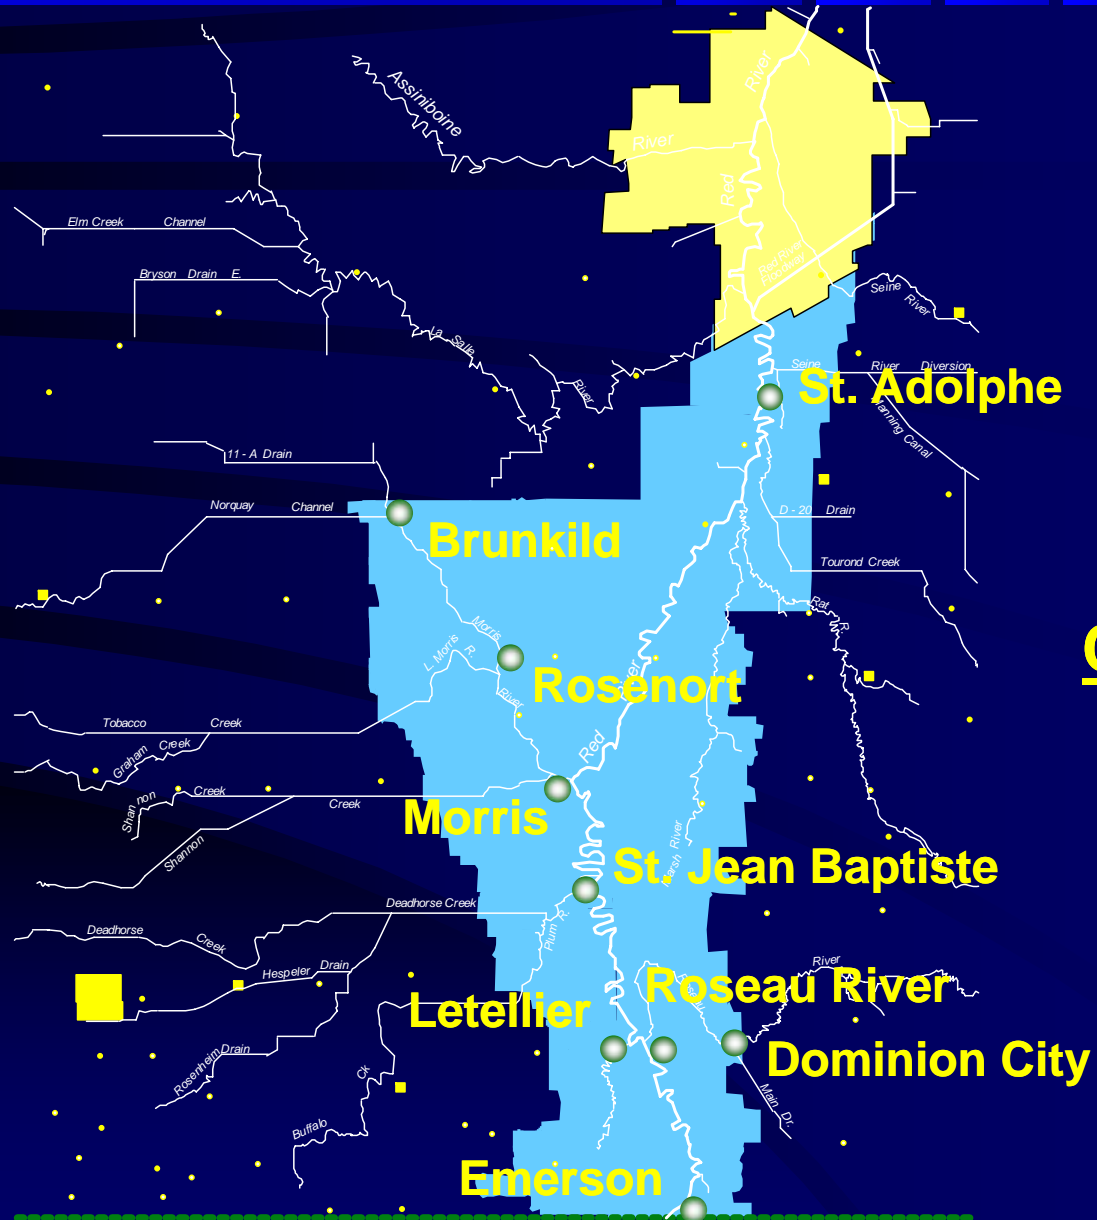 Assiniboine
River
River
Red
Red River
Floodway
Elm Creek Channel
Bryson Drain E.
La Salle
River
Seine
River
Seine River Diversion
St. Adolphe
Manning Canal
11 - A Drain
Norquay Channel
Brunkild
D - 20 Drain
Tourond Creek
Rat
R.
Morris
L. Morris
R.
Rosenort
River
River
Red
Tobacco Creek
Graham Creek
Shannon
Creek
Creek
Shannon
Morris
Marsh River
St. Jean Baptiste
Deadhorse Creek
Plum R.
Deadhorse
Creek
Hespeler Drain
River
Roseau River
Letellier
Dominion City
Rosenheim Drain
Ck
Buffalo
Main Dr.
Emerson